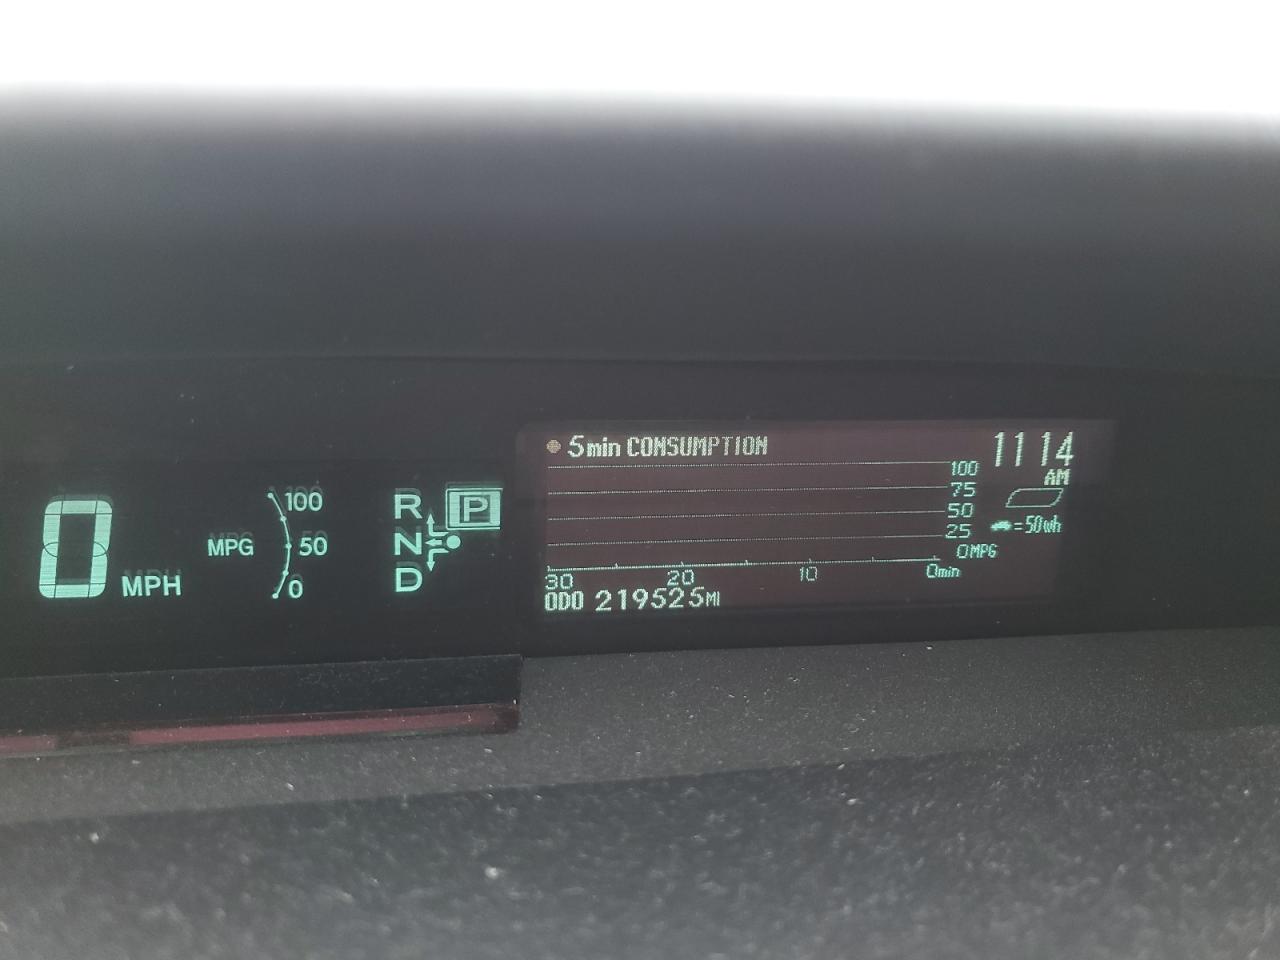 0 MPH
MPG
100
50
0
R
N
D
P
5min CONSUMPTION
11 14
AM
100
75
50
25
0MPG
=50Wh
30 20 10 0min
ODO 219525MI